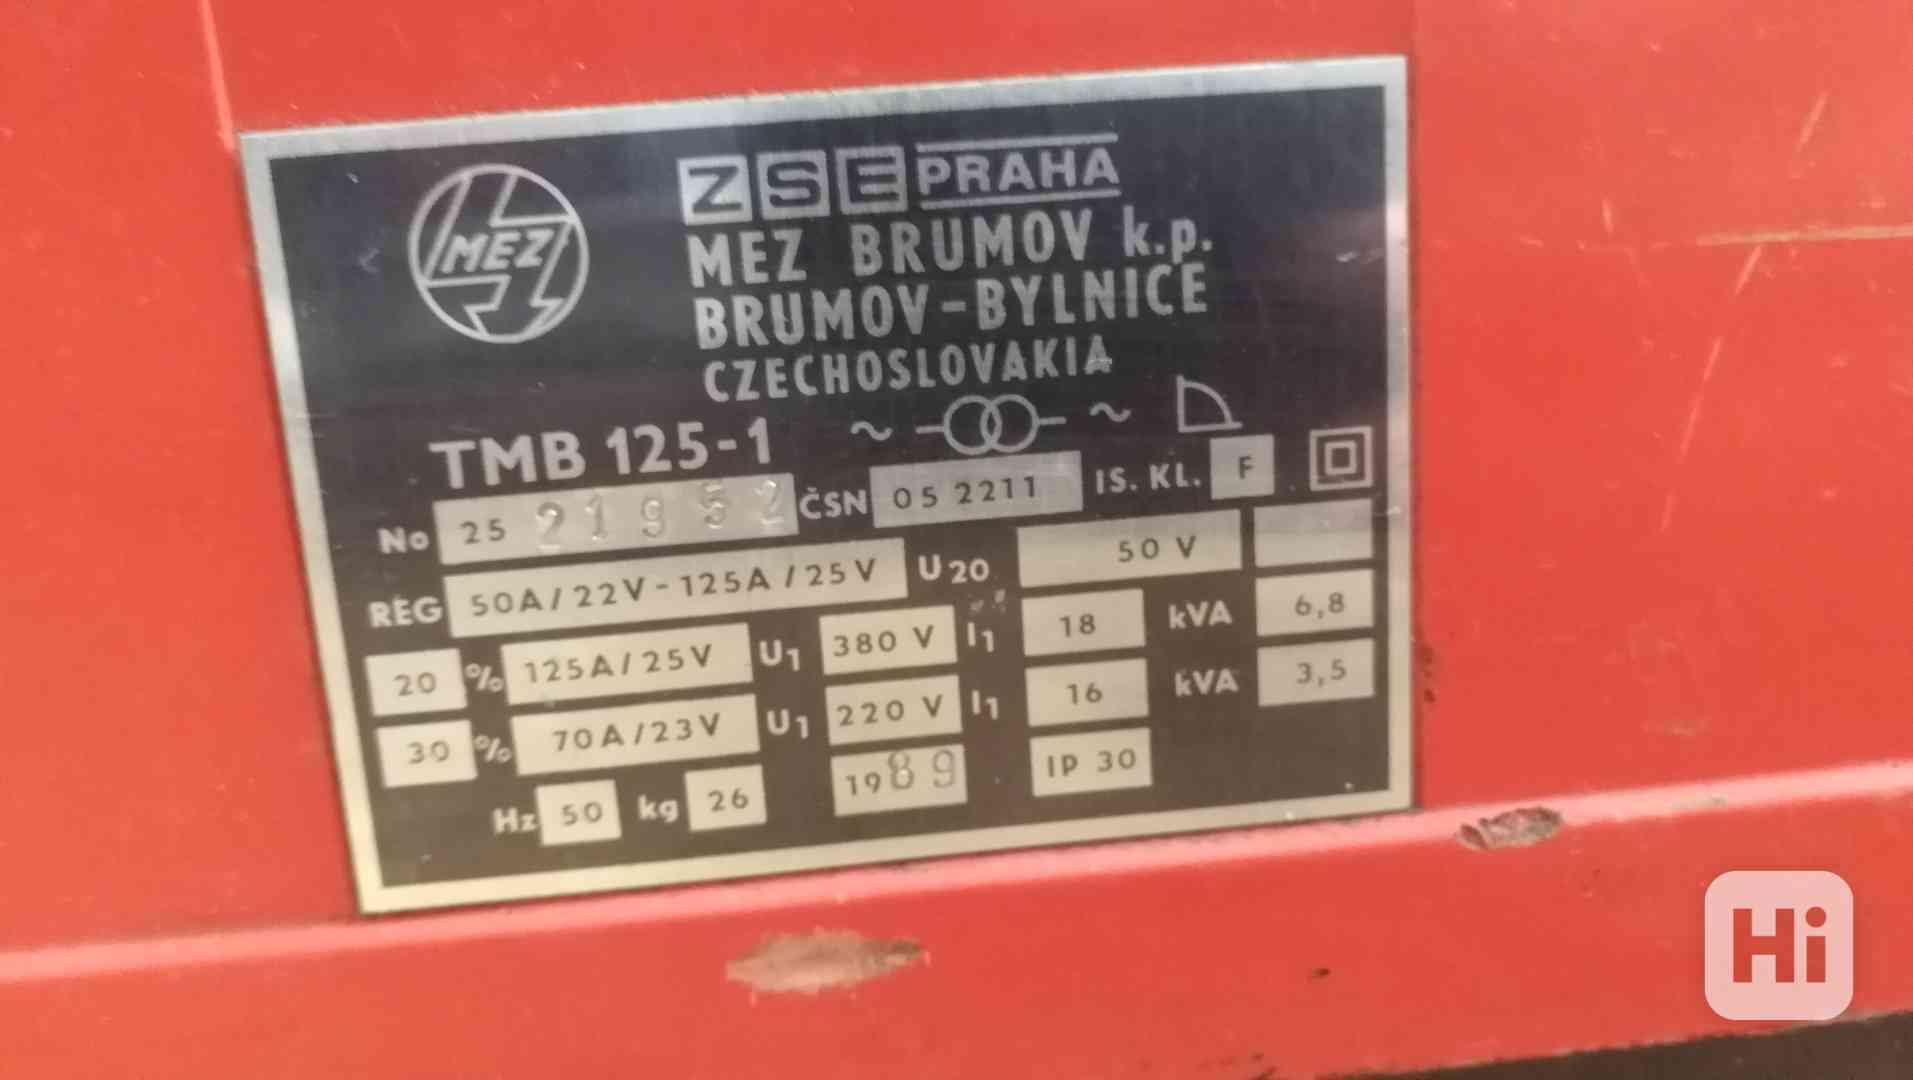 MEZ
ZSE PRAHA
MEZ BRUMOV k.p.
BRUMOV-BYLNICE
CZECHOSLOVAKIA
TMB 125-1 ~ ~
No 25 21952 ČSN 05 2211 IS. KL. F
REG 50A/22V-125A/25V U20 50 V
20 % 125A/25V U1 380 V I1 18 kVA 6,8
30 % 70A/23V U1 220 V I1 16 kVA 3,5
Hz 50 kg 26 1989 IP 30
Hi